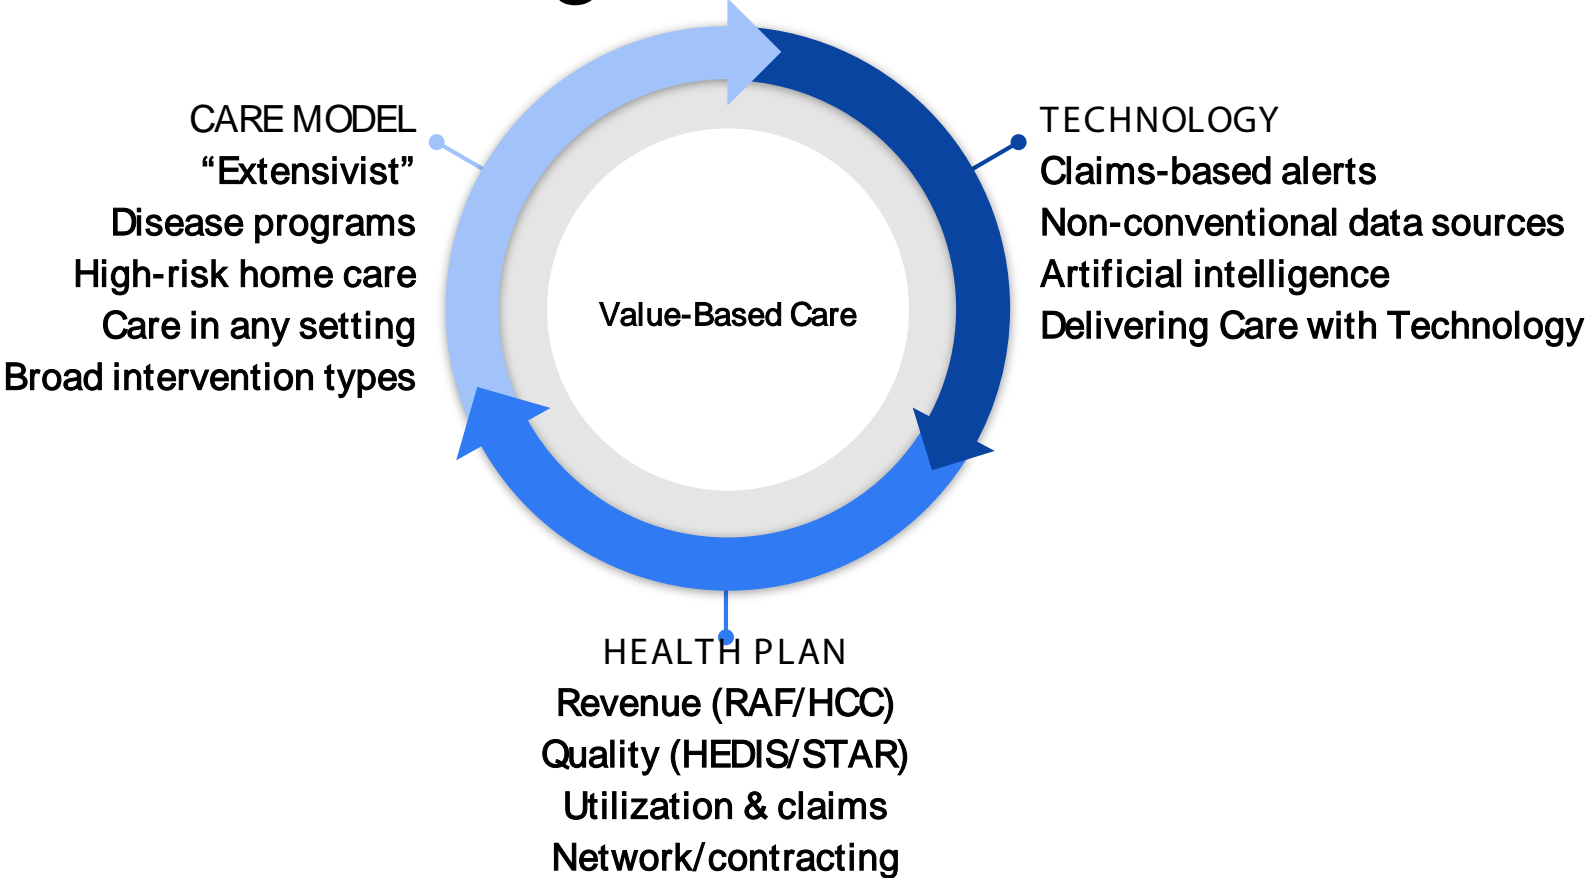 CARE MODEL
“Extensivist”
Disease programs
High-risk home care
Care in any setting
Broad intervention types
TECHNOLOGY
Claims-based alerts
Non-conventional data sources
Artificial intelligence
Delivering Care with Technology
Value-Based Care
HEALTH PLAN
Revenue (RAF/HCC)
Quality (HEDIS/STAR)
Utilization & claims
Network/contracting